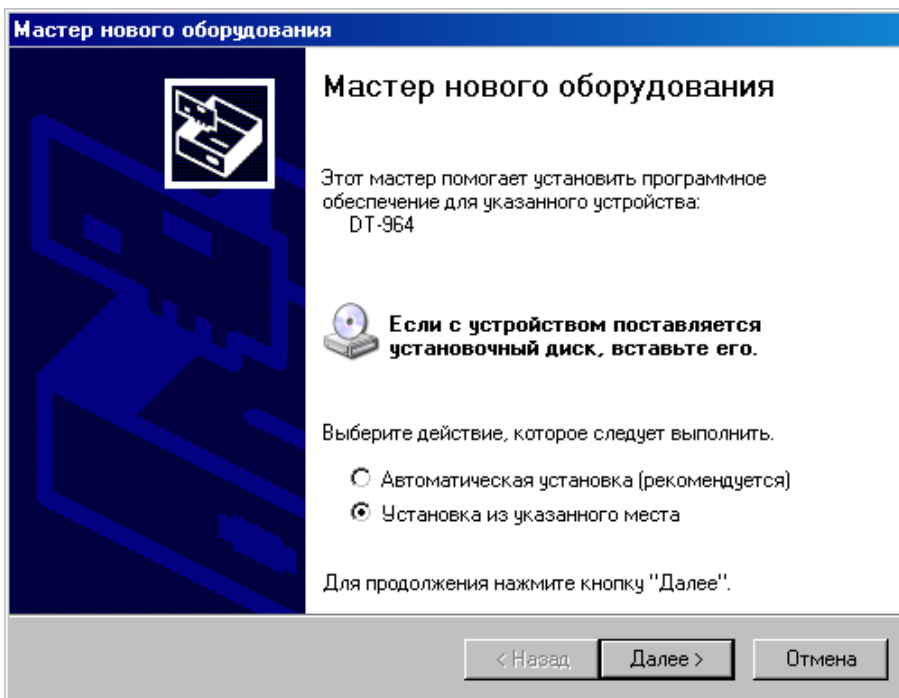 Мастер нового оборудования
Мастер нового оборудования
Этот мастер помогает установить программное
обеспечение для указанного устройства:
DT-964
Если с устройством поставляется
установочный диск, вставьте его.
Выберите действие, которое следует выполнить.
Автоматическая установка (рекомендуется)
Установка из указанного места
Для продолжения нажмите кнопку "Далее".
< Назад
Далее >
Отмена